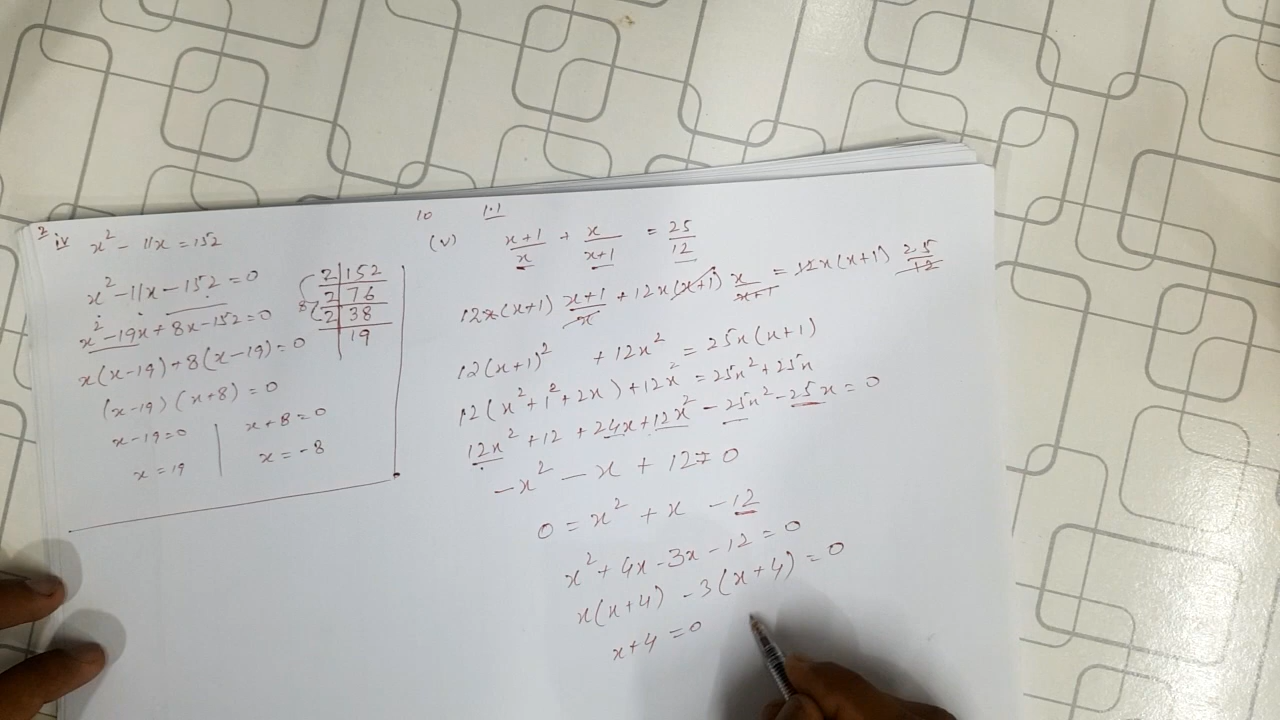 2 iv x² - 11x = 152
x² - 11x - 152 = 0
x² - 19x + 8x - 152 = 0
x(x-19) + 8(x-19) = 0
(x-19) (x+8) = 0
x-19=0 | x+8=0
x=19 | x=-8
2|152
2|76
2|38
19
8
10 1.1
(v) x+1/x + x/x+1 = 25/12
12x(x+1) x+1/x + 12x(x+1) x/x+1 = 12x(x+1) 25/12
12(x+1)² + 12x² = 25x(x+1)
12(x²+1²+2x) + 12x² = 25x² + 25x
12x² + 12 + 24x + 12x² - 25x² - 25x = 0
-x² - x + 12 = 0
0 = x² + x - 12
x² + 4x - 3x - 12 = 0
x(x+4) - 3(x+4) = 0
x+4 = 0